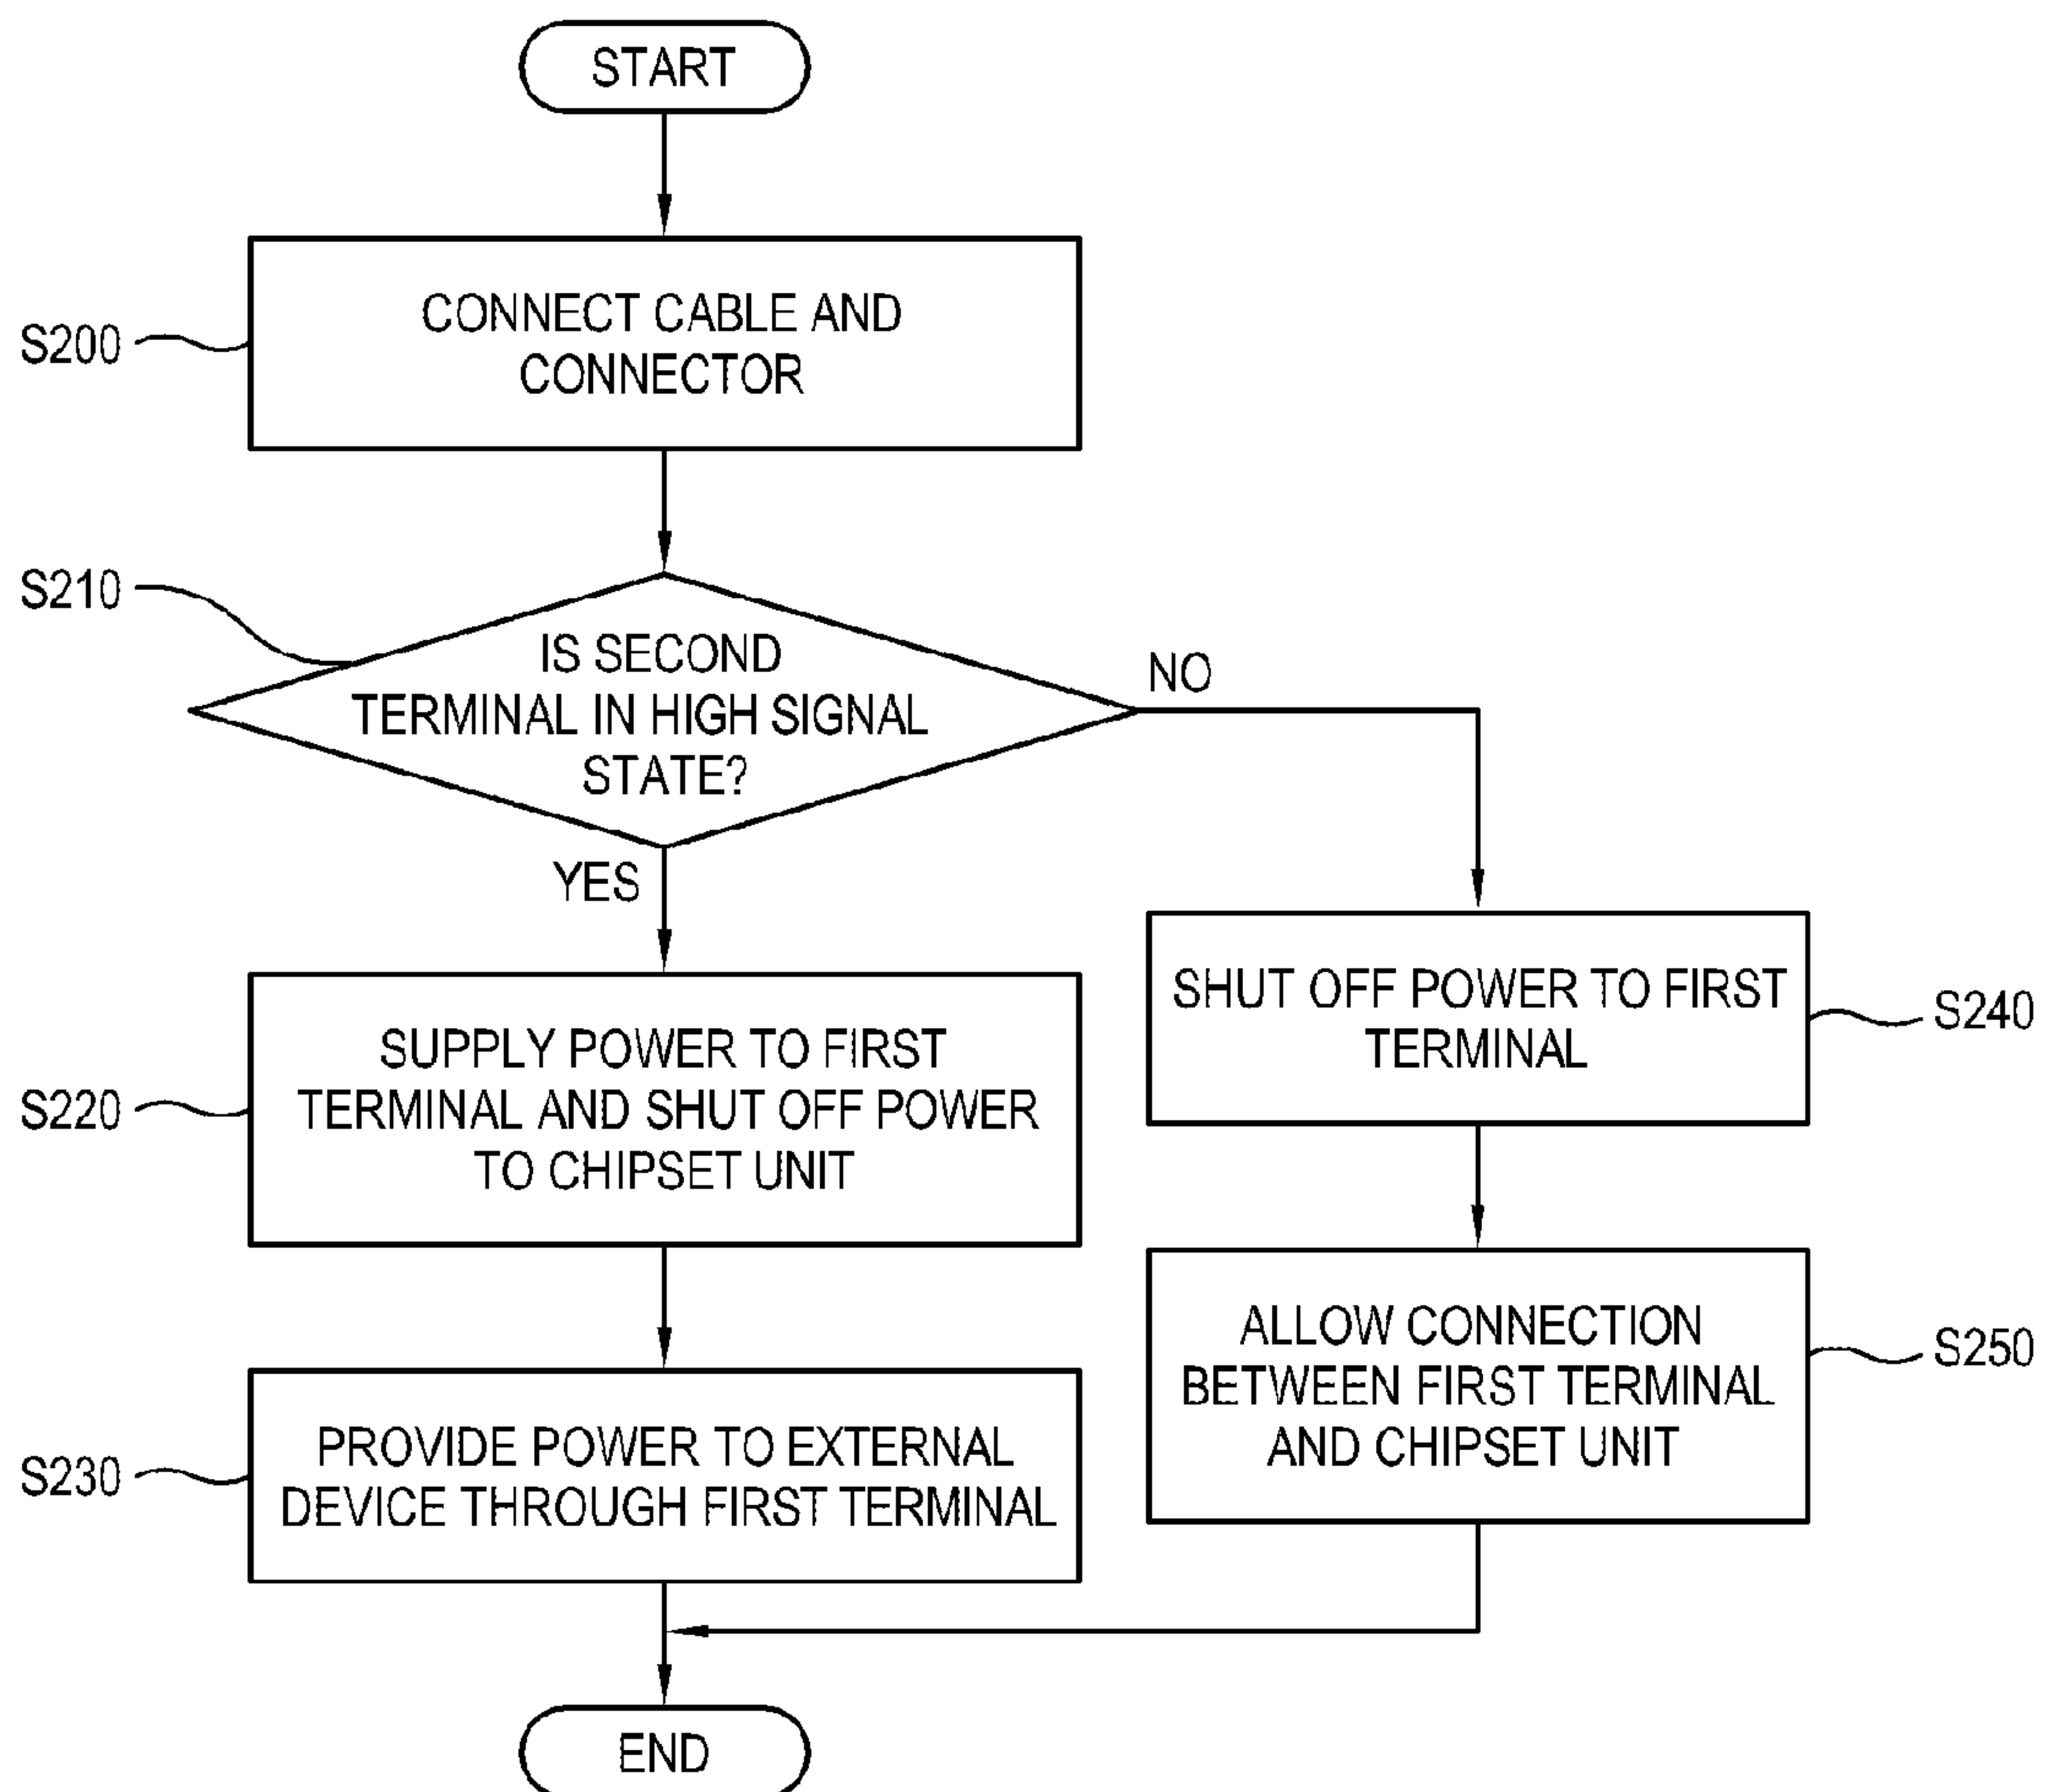 START
S200
CONNECT CABLE AND
CONNECTOR
S210
IS SECOND
TERMINAL IN HIGH SIGNAL
STATE?
NO
YES
S220
SUPPLY POWER TO FIRST
TERMINAL AND SHUT OFF POWER
TO CHIPSET UNIT
SHUT OFF POWER TO FIRST
TERMINAL
S240
S230
PROVIDE POWER TO EXTERNAL
DEVICE THROUGH FIRST TERMINAL
ALLOW CONNECTION
BETWEEN FIRST TERMINAL
AND CHIPSET UNIT
S250
END